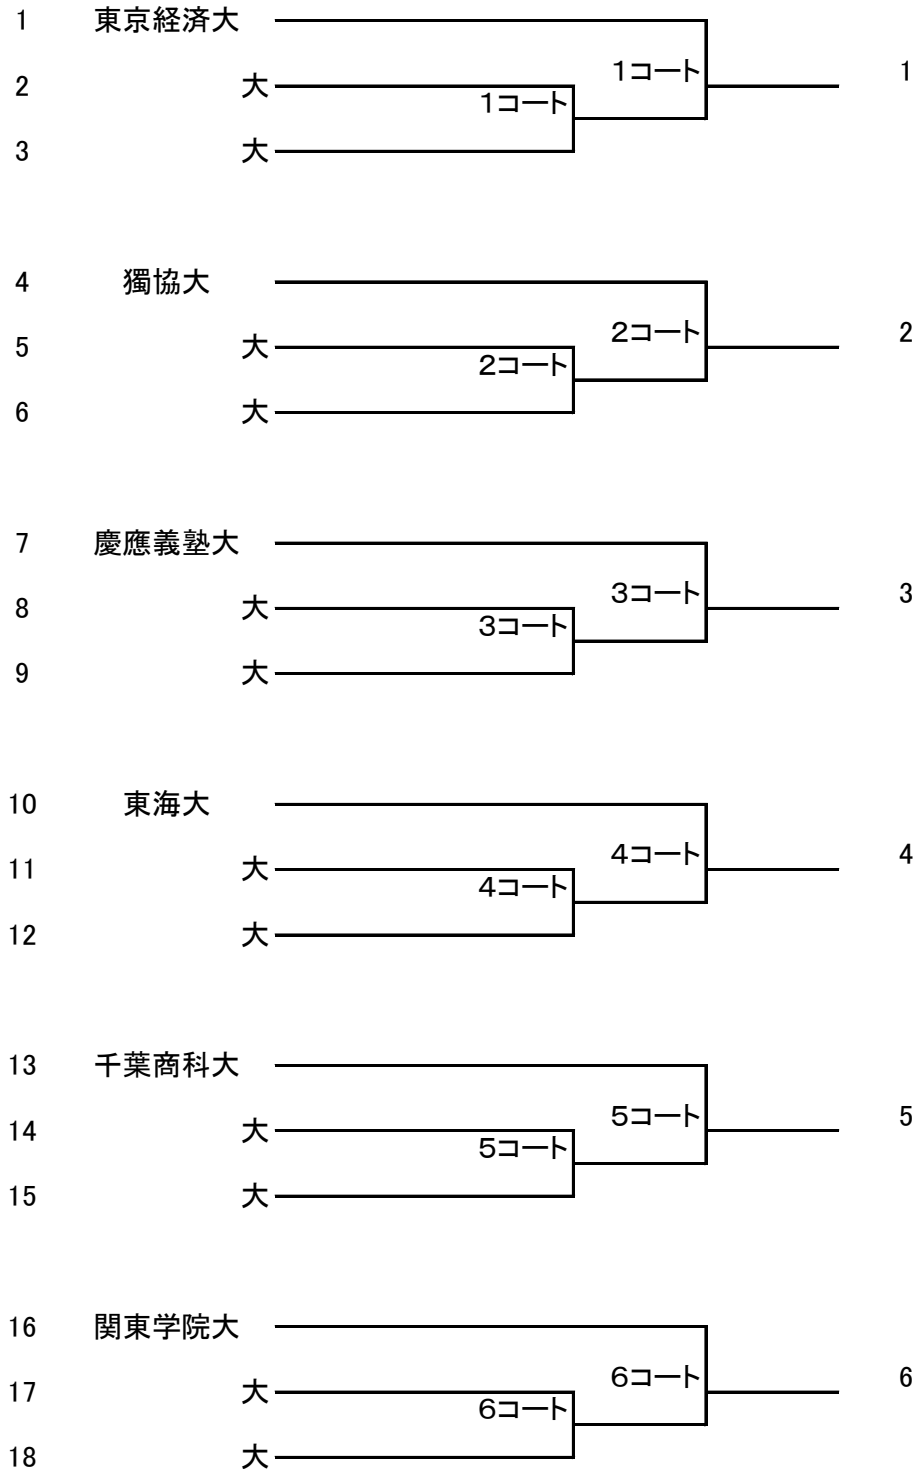 1 東京経済大
1コート 1
2 大
1コート
3 大
4 獨協大
2コート 2
5 大
2コート
6 大
7 慶應義塾大
3コート 3
8 大
3コート
9 大
10 東海大
4コート 4
11 大
4コート
12 大
13 千葉商科大
5コート 5
14 大
5コート
15 大
16 関東学院大
6コート 6
17 大
6コート
18 大